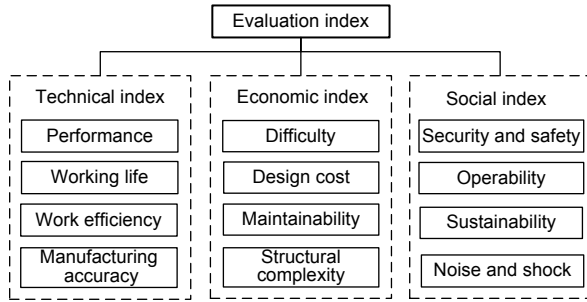 Evaluation index
Technical index
Performance
Working life
Work efficiency
Manufacturing
accuracy
Economic index
Difficulty
Design cost
Maintainability
Structural
complexity
Social index
Security and safety
Operability
Sustainability
Noise and shock